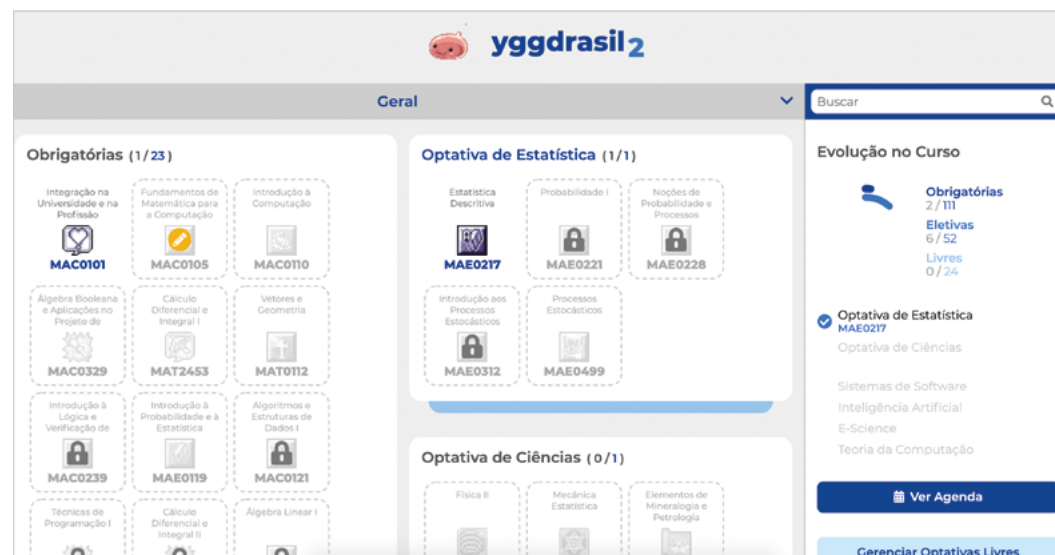 yggdrasil 2
Geral
Buscar
Obrigatórias (1/23)
Integração na
Universidade e na
Profissão
MAC0101
Fundamentos de
Matemática para
a Computação
MAC0105
Introdução à
Computação
MAC0110
Álgebra Booleana
e Aplicações no
Projeto de
MAC0329
Cálculo
Diferencial e
Integral I
MAT2453
Vetores e
Geometria
MAT0112
Introdução à
Lógica e
Verificação de
MAC0239
Introdução à
Probabilidade e à
Estatística
MAE0119
Algoritmos e
Estruturas de
Dados I
MAC0121
Técnicas de
Programação I
Cálculo
Diferencial e
Integral II
Álgebra Linear I
Optativa de Estatística (1/1)
Estatística
Descritiva
MAE0217
Probabilidade I
MAE0221
Noções de
Probabilidade e
Processos
MAE0228
Introdução aos
Processos
Estocásticos
MAE0312
Processos
Estocásticos
MAE0499
Optativa de Ciências (0/1)
Física II
Mecânica
Estatística
Elementos de
Mineralogia e
Petrologia
Evolução no Curso
Obrigatórias
2/111
Eletivas
6/52
Livres
0/24
Optativa de Estatística
MAE0217
Optativa de Ciências
Sistemas de Software
Inteligência Artificial
E-Science
Teoria da Computação
Ver Agenda
Gerenciar Optativas Livres